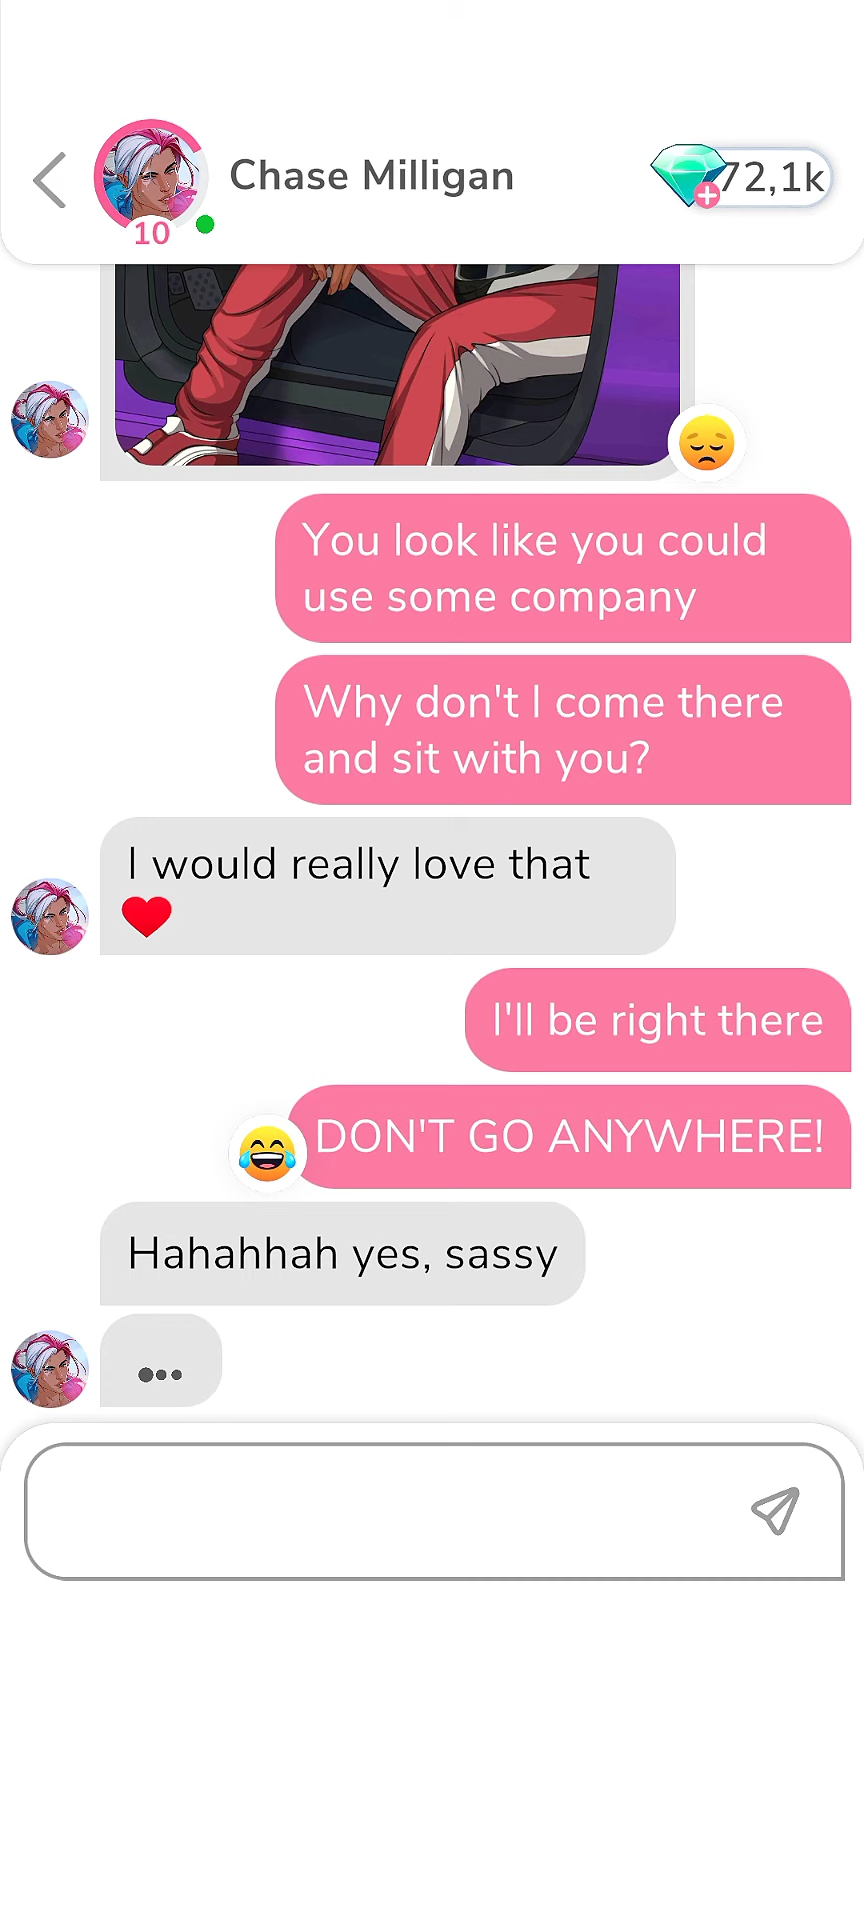 Chase Milligan
72,1k
10
You look like you could
use some company
Why don't I come there
and sit with you?
I would really love that
I'll be right there
DON'T GO ANYWHERE!
Hahahhah yes, sassy